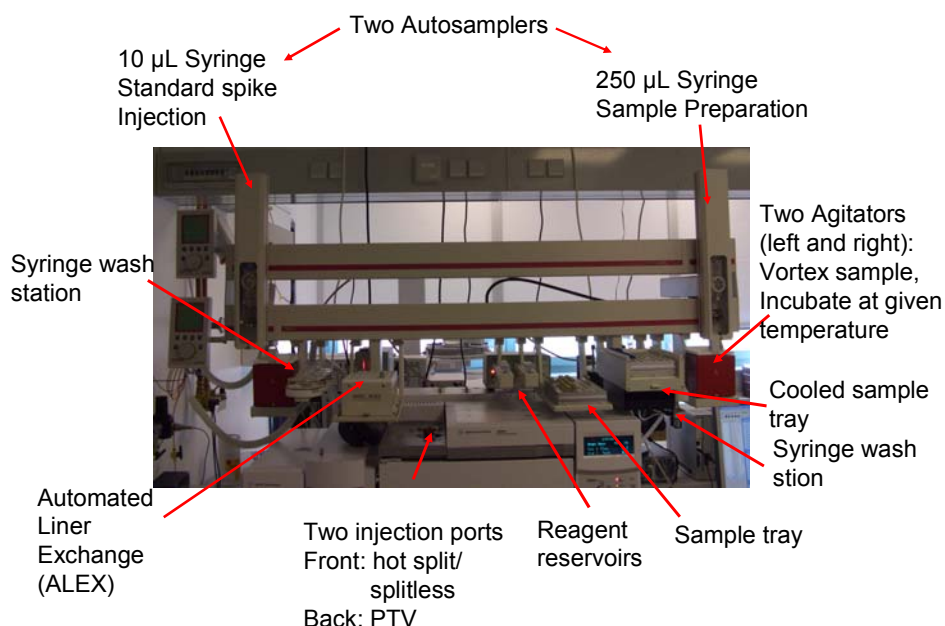 Two Autosamplers
10 µL Syringe
Standard spike
Injection
250 µL Syringe
Sample Preparation
Two Agitators
(left and right):
Vortex sample,
Incubate at given
temperature
Syringe wash
station
Cooled sample
tray
Syringe wash
stion
Automated
Liner
Exchange
(ALEX)
Two injection ports
Front: hot split/
splitless
Back: PTV
Reagent
reservoirs
Sample tray